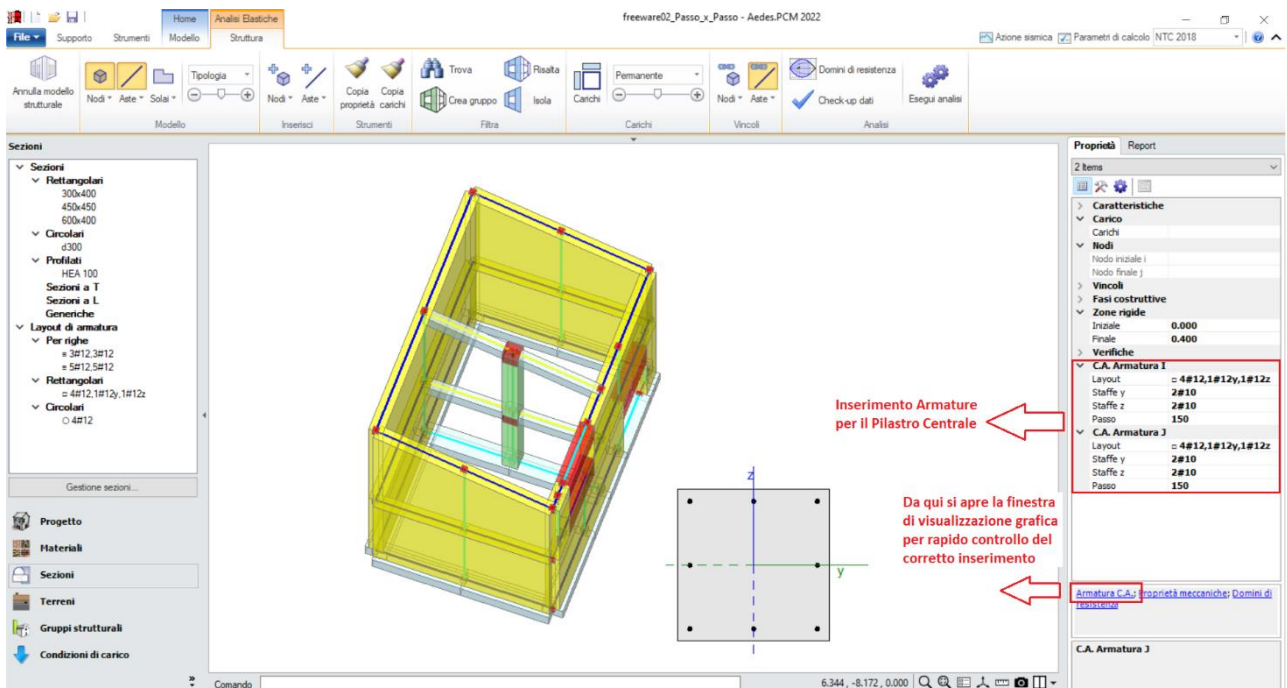 freeware02_Passo_x_Passo - Aedes.PCM 2022
Home
Analisi Elastiche
File
Supporto
Strumenti
Modello
Struttura
Azione sismica
Parametri di calcolo
NTC 2018
Annulla modello
strutturale
Nodi
Aste
Solai
Tipologia
Modello
Nodi
Aste
Inserisci
Copia
proprietà
Copia
carichi
Strumenti
Trova
Crea gruppo
Risalta
Isola
Filtra
Carichi
Permanente
Carichi
Nodi
Aste
Vincoli
Domini di resistenza
Check-up dati
Esegui analisi
Analisi
Sezioni
Sezioni
Rettangolari
300x400
450x450
600x400
Circolari
d300
Profilati
HEA 100
Sezioni a T
Sezioni a L
Generiche
Layout di armatura
Per righe
3#12,3#12
5#12,5#12
Rettangolari
4#12,1#12y,1#12z
Circolari
4#12
Gestione sezioni...
Progetto
Materiali
Sezioni
Terreni
Gruppi strutturali
Condizioni di carico
z
y
Inserimento Armature
per il Pilastro Centrale
Da qui si apre la finestra
di visualizzazione grafica
per rapido controllo del
corretto inserimento
Proprietà
Report
2 Items
Caratteristiche
Carico
Carichi
Nodi
Nodo iniziale i
Nodo finale j
Vincoli
Fasi costruttive
Zone rigide
Iniziale 0.000
Finale 0.400
Verifiche
C.A. Armatura I
Layout 4#12,1#12y,1#12z
Staffe y 2#10
Staffe z 2#10
Passo 150
C.A. Armatura J
Layout 4#12,1#12y,1#12z
Staffe y 2#10
Staffe z 2#10
Passo 150
Armatura C.A.; Proprietà meccaniche; Domini di
resistenza
C.A. Armatura J
Comando
6.344 , -8.172 , 0.000